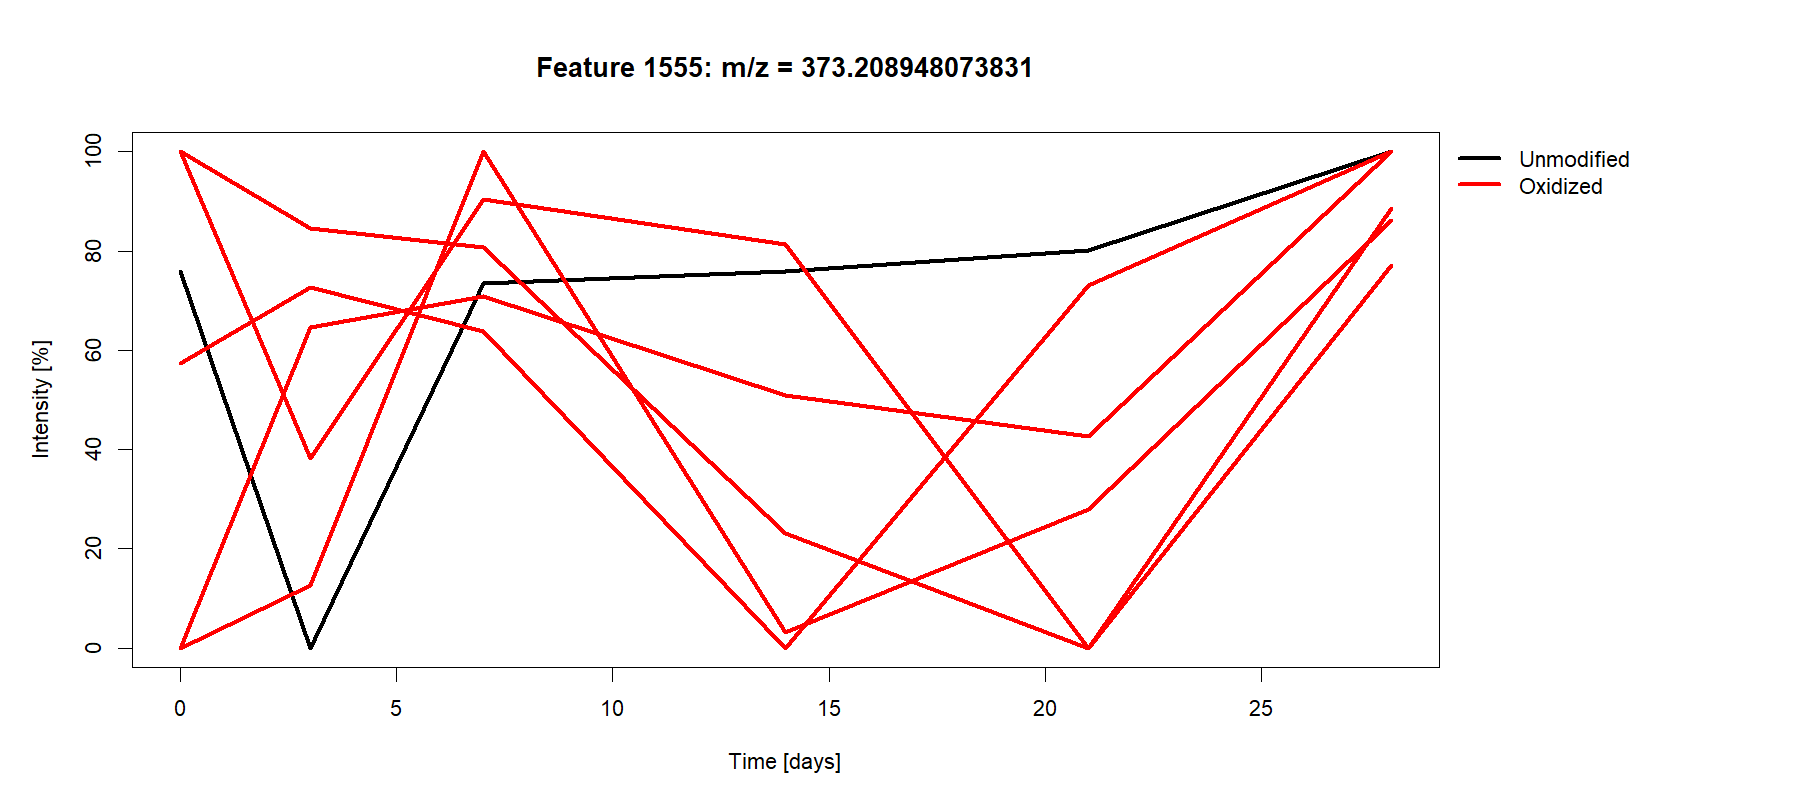 Feature 1555: m/z = 373.208948073831
100
80
60
40
20
0
Intensity [%]
0 5 10 15 20 25
Time [days]
Unmodified
Oxidized